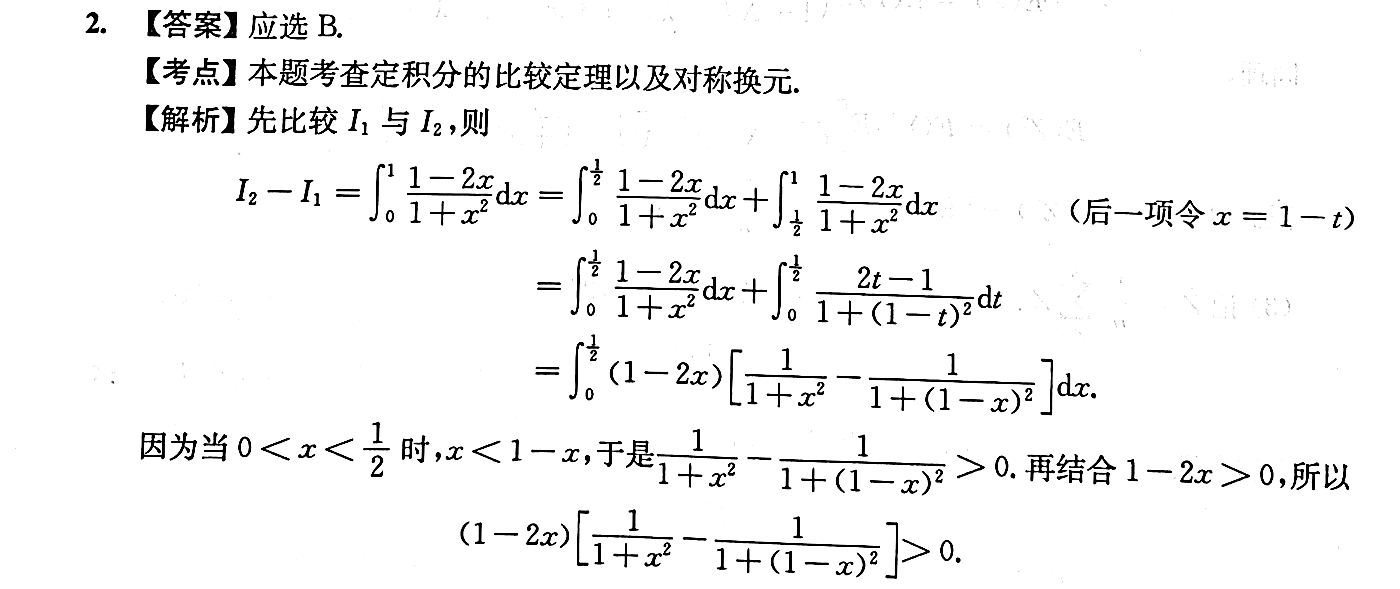 2. 【答案】应选 B.
【考点】本题考查定积分的比较定理以及对称换元.
【解析】先比较 I₁ 与 I₂,则
I₂ − I₁ = ∫₀¹ (1−2x)/(1+x²) dx = ∫₀^(1/2) (1−2x)/(1+x²) dx + ∫_(1/2)^1 (1−2x)/(1+x²) dx (后一项令 x = 1−t)
= ∫₀^(1/2) (1−2x)/(1+x²) dx + ∫₀^(1/2) (2t−1)/(1+(1−t)²) dt
= ∫₀^(1/2) (1−2x)[1/(1+x²) − 1/(1+(1−x)²)]dx.
因为当 0<x<1/2 时,x<1−x,于是 1/(1+x²) − 1/(1+(1−x)²) > 0. 再结合 1−2x>0,所以
(1−2x)[1/(1+x²) − 1/(1+(1−x)²)]>0.